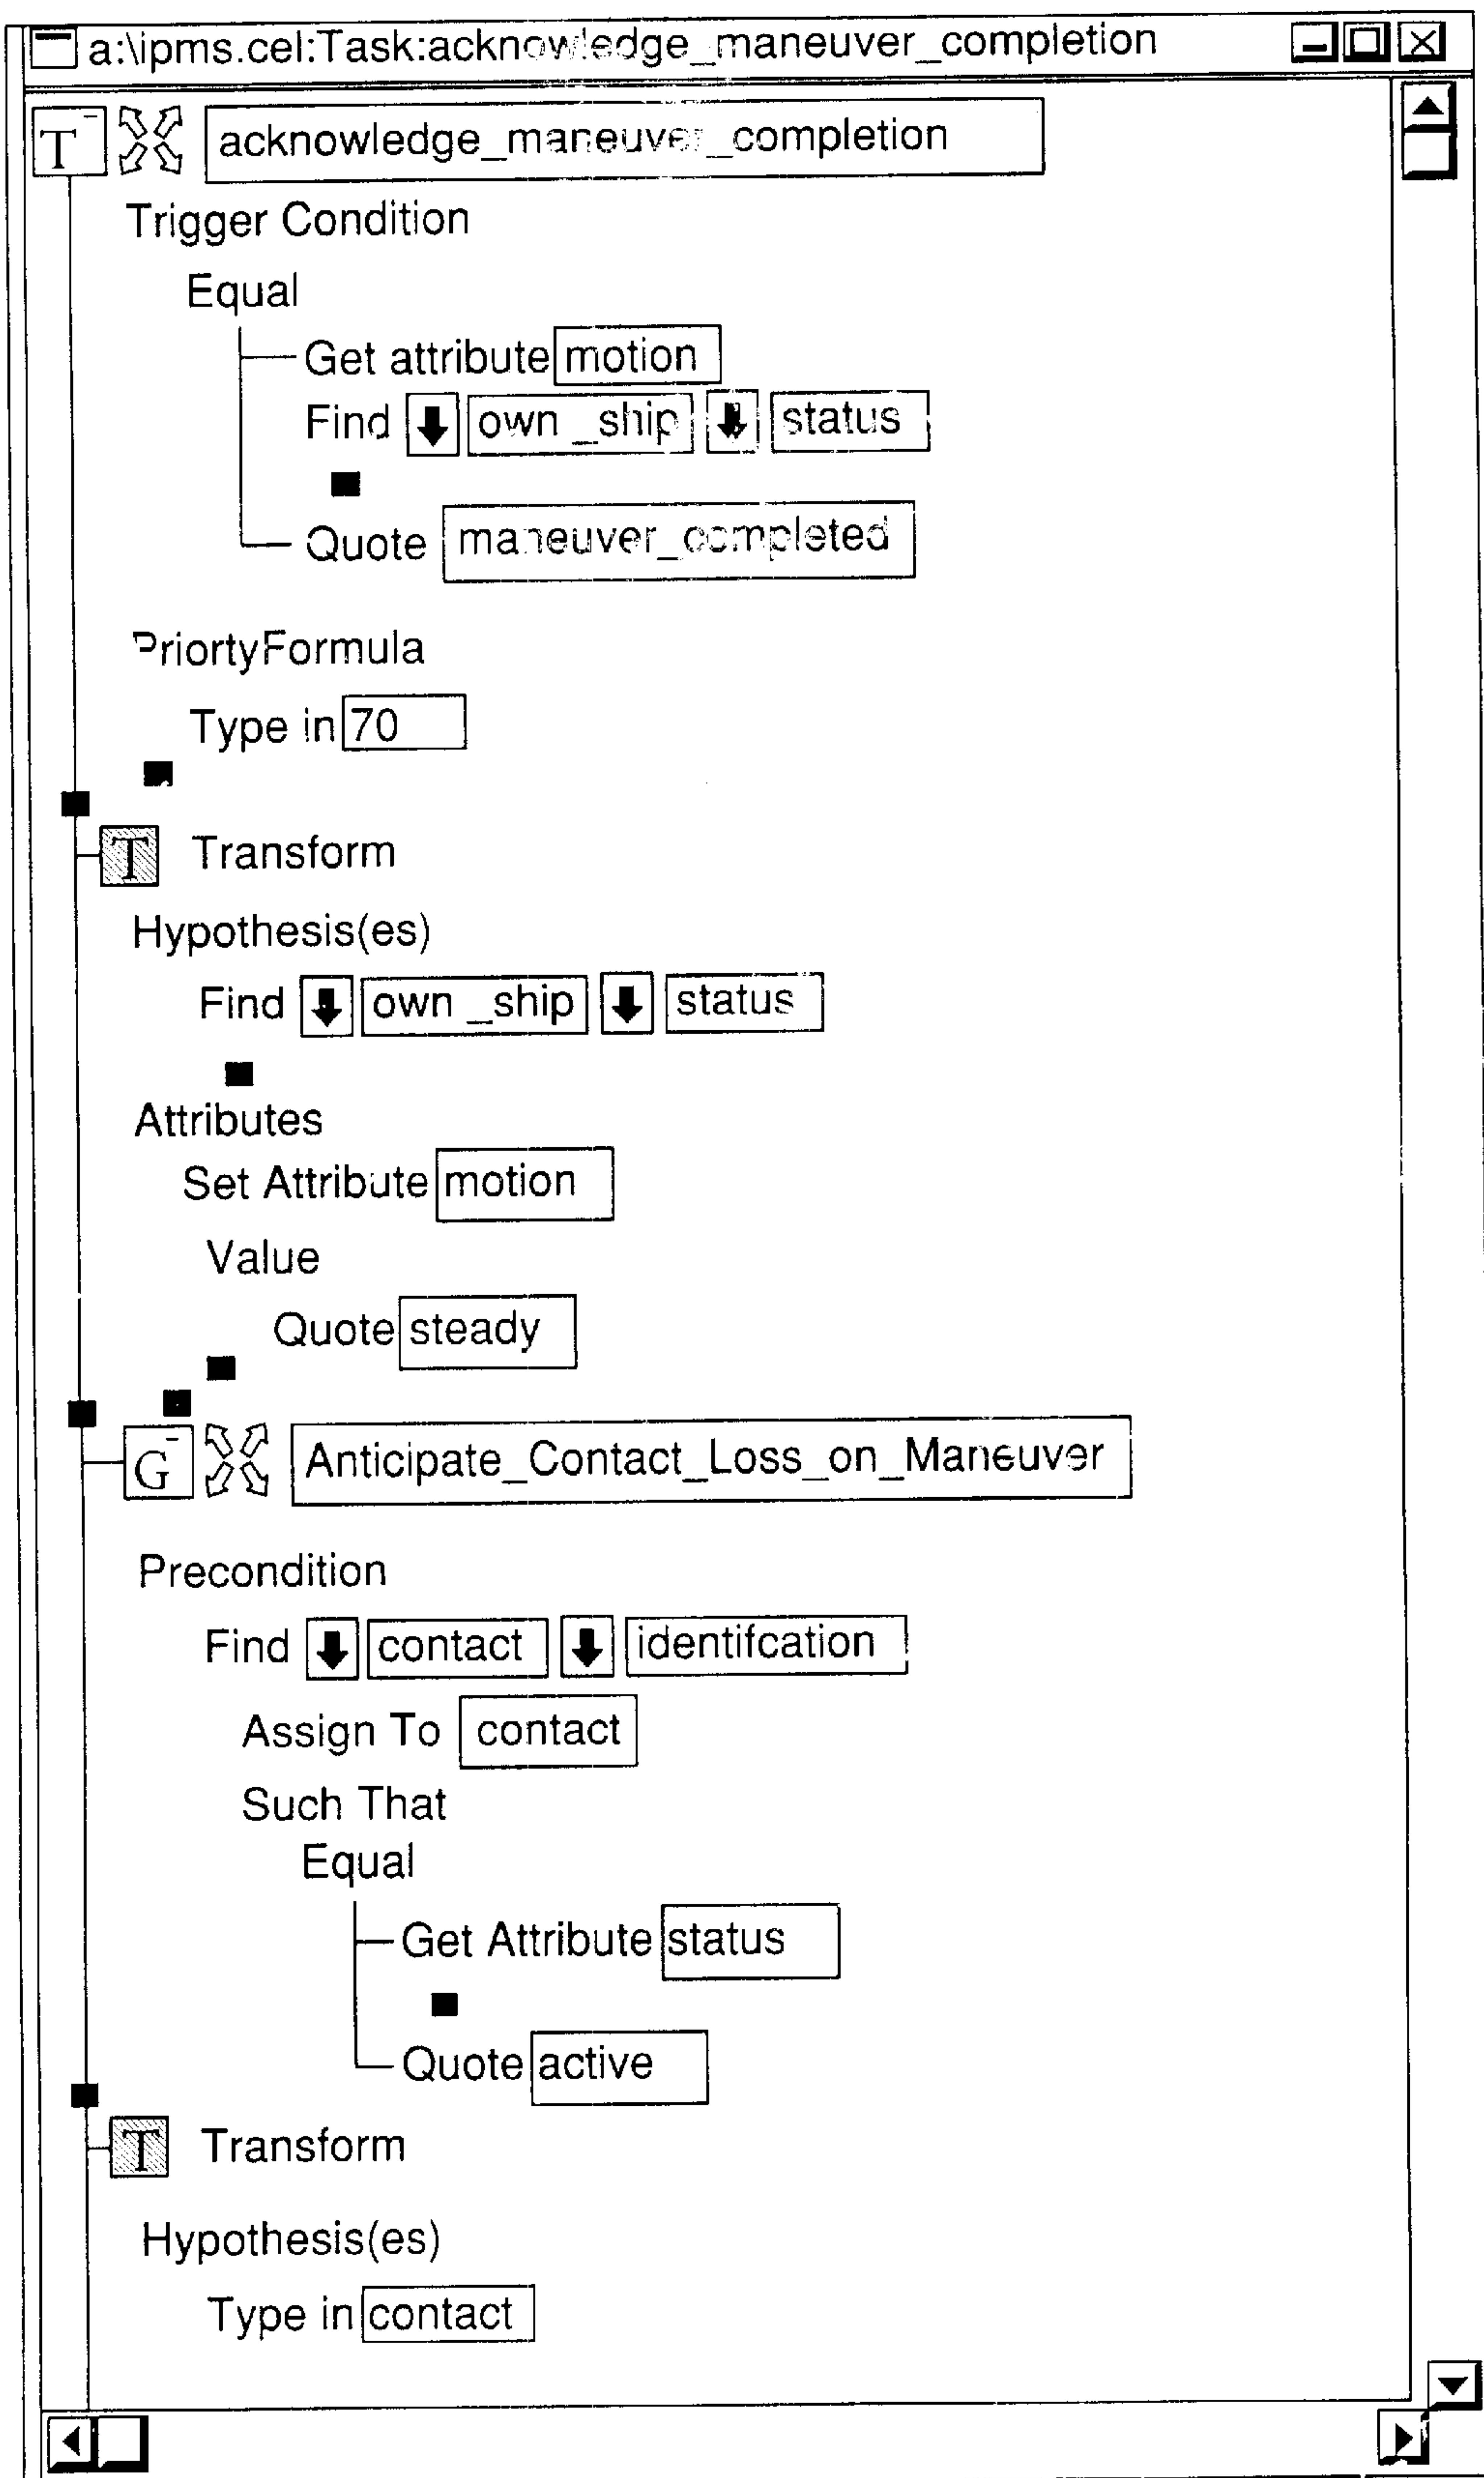 a:\ipms.cel:Task:acknowledge_maneuver_completion
T acknowledge_maneuver_completion
Trigger Condition
Equal
Get attribute motion
Find own _ship status
Quote maneuver_completed
PriortyFormula
Type in 70
T Transform
Hypothesis(es)
Find own _ship status
Attributes
Set Attribute motion
Value
Quote steady
G Anticipate_Contact_Loss_on_Maneuver
Precondition
Find contact identifcation
Assign To contact
Such That
Equal
Get Attribute status
Quote active
T Transform
Hypothesis(es)
Type in contact